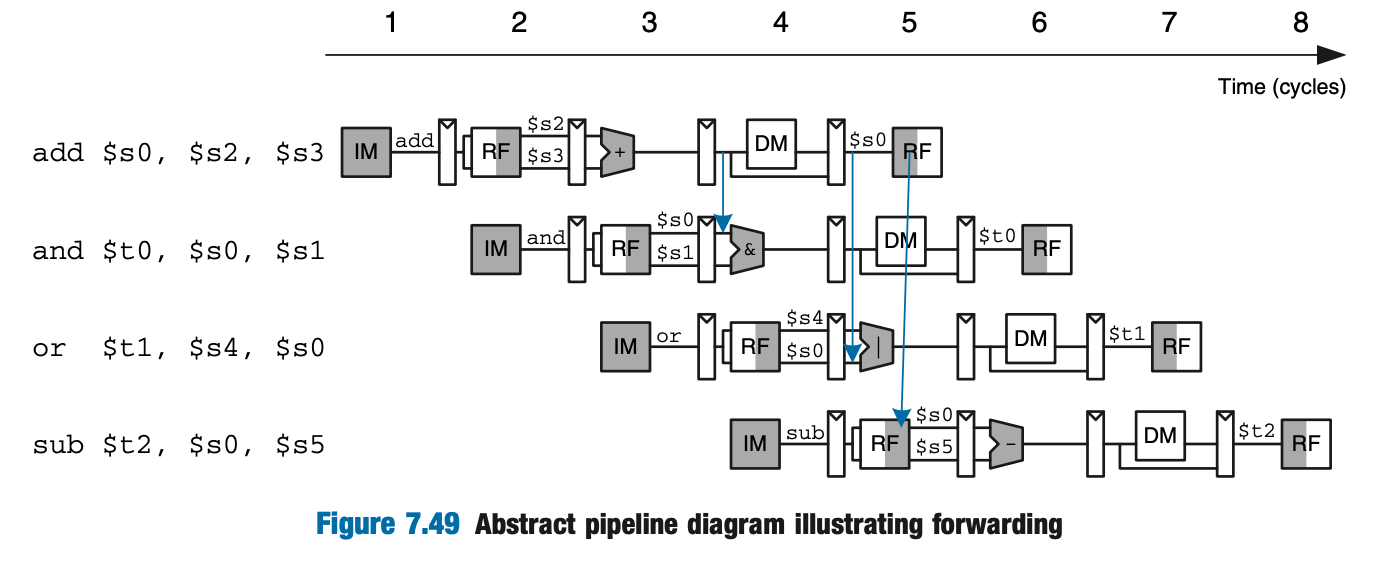 1 2 3 4 5 6 7 8
Time (cycles)
add $s0, $s2, $s3 IM add RF $s2 $s3 + DM $s0 RF
and $t0, $s0, $s1 IM and RF $s0 $s1 & DM $t0 RF
or $t1, $s4, $s0 IM or RF $s4 $s0 | DM $t1 RF
sub $t2, $s0, $s5 IM sub RF $s0 $s5 - DM $t2 RF
Figure 7.49 Abstract pipeline diagram illustrating forwarding